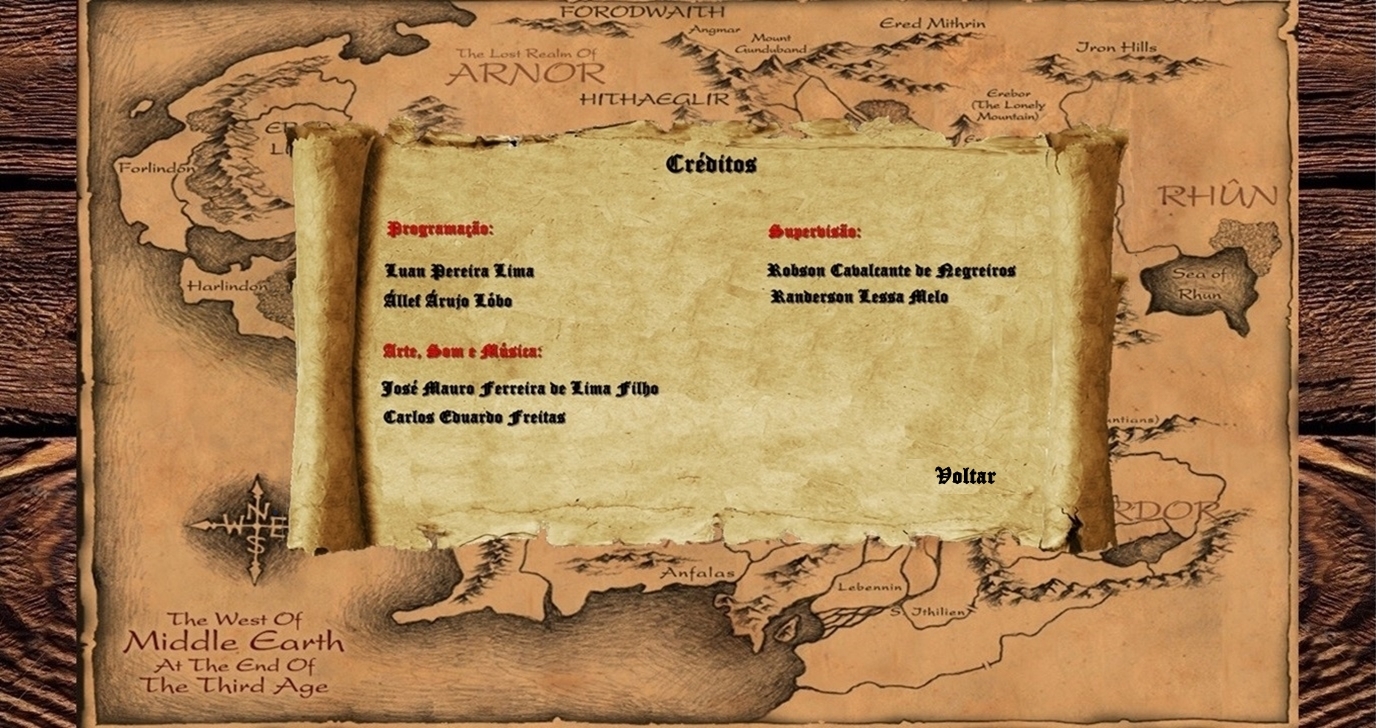 FORODWAITH
Angmar
Mount
Gunduband
Ered Mithrin
Iron Hills
The Lost Realm Of
ARNOR
HITHAEGLIR
Erebor
(The Lonely
Mountain)
Forlindon
RHÛN
Créditos
Programação:
Supervisão:
Luan Pereira Lima
Robson Cavalcante de Negreiros
Állef Árujo Lôbo
Randerson Lessa Melo
Harlindon
Sea of
Rhun
Arte, Som e Música:
José Mauro Ferreira de Lima Filho
Carlos Eduardo Freitas
Voltar
N
W E
S
Anfalas
Lebennin
S. Ithilien
The West Of
Middle Earth
At The End Of
The Third Age